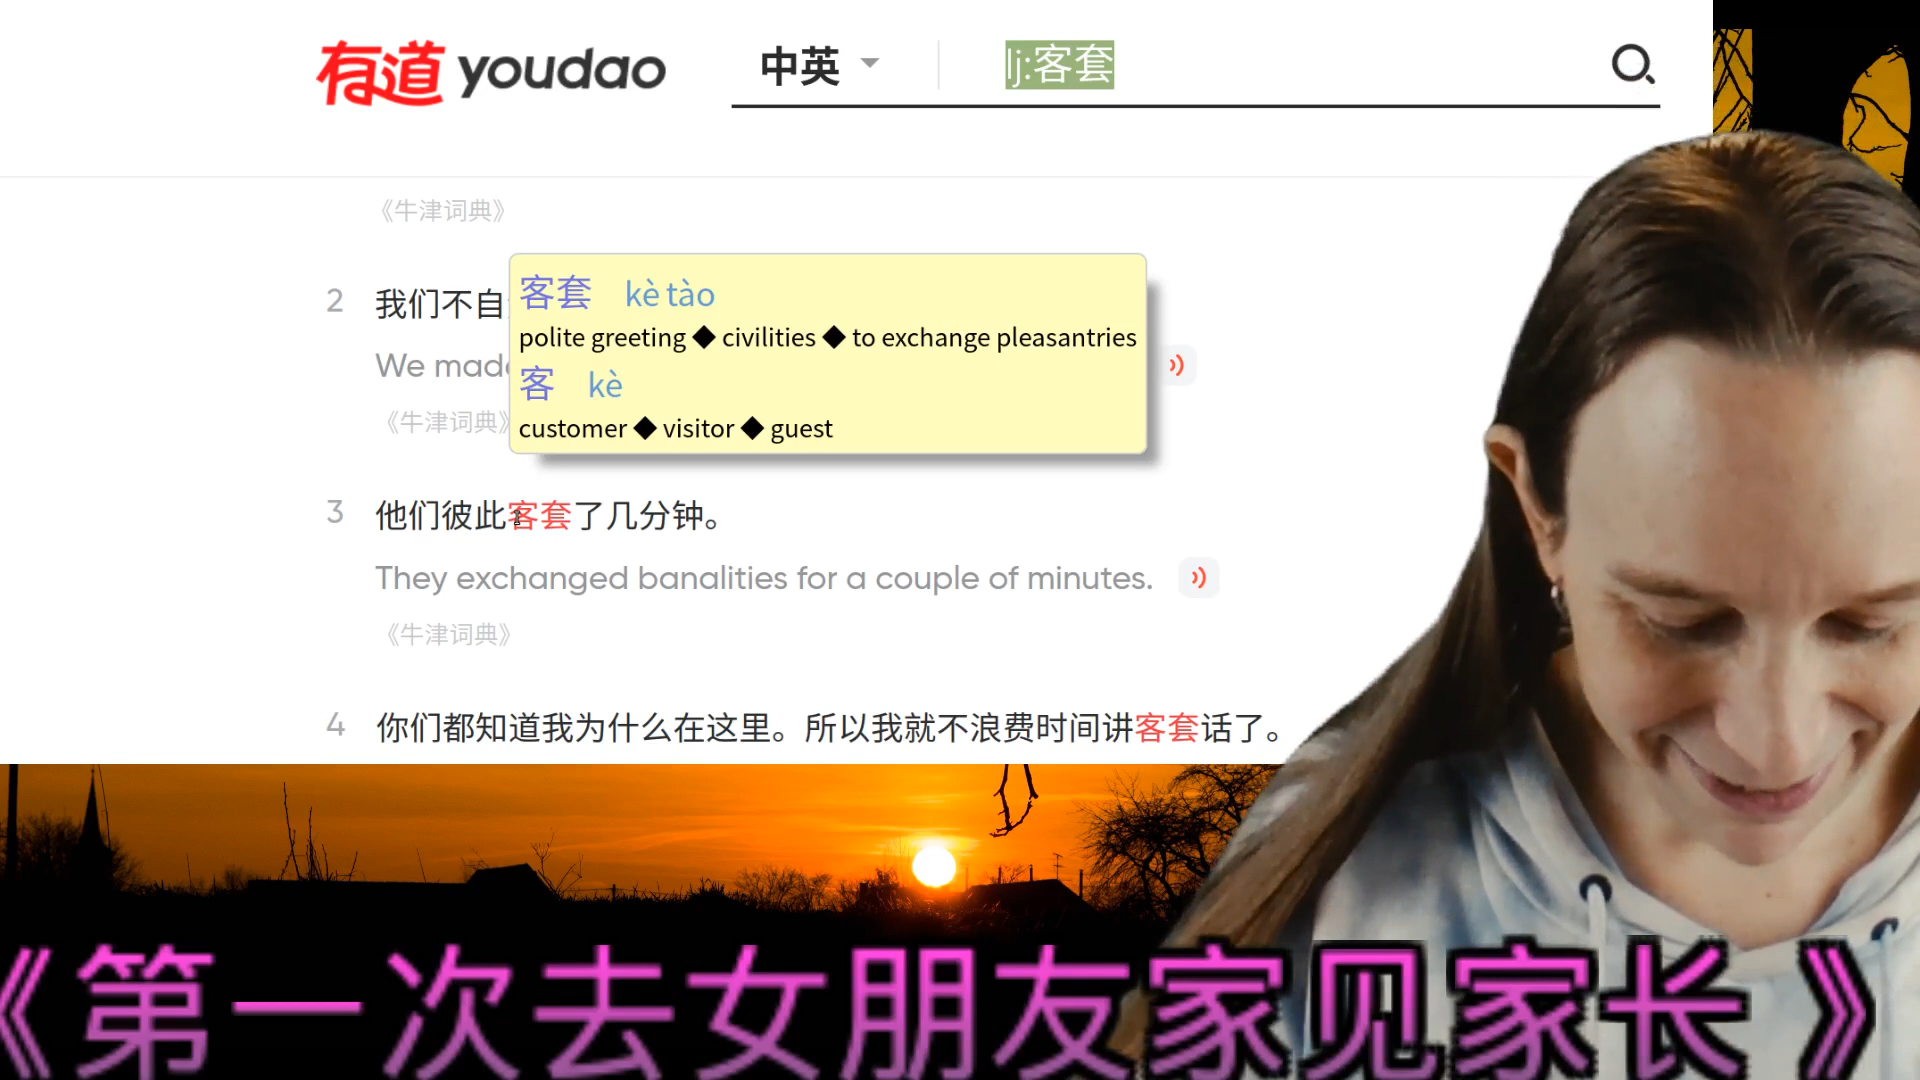 有道 youdao 中英 lj:客套
《牛津词典》
2 我们不自
We made
《牛津词典》
客套 kè tào
polite greeting ◆ civilities ◆ to exchange pleasantries
客 kè
customer ◆ visitor ◆ guest
3 他们彼此客套了几分钟。
They exchanged banalities for a couple of minutes.
《牛津词典》
4 你们都知道我为什么在这里。所以我就不浪费时间讲客套话了。
《第一次去女朋友家见家长》